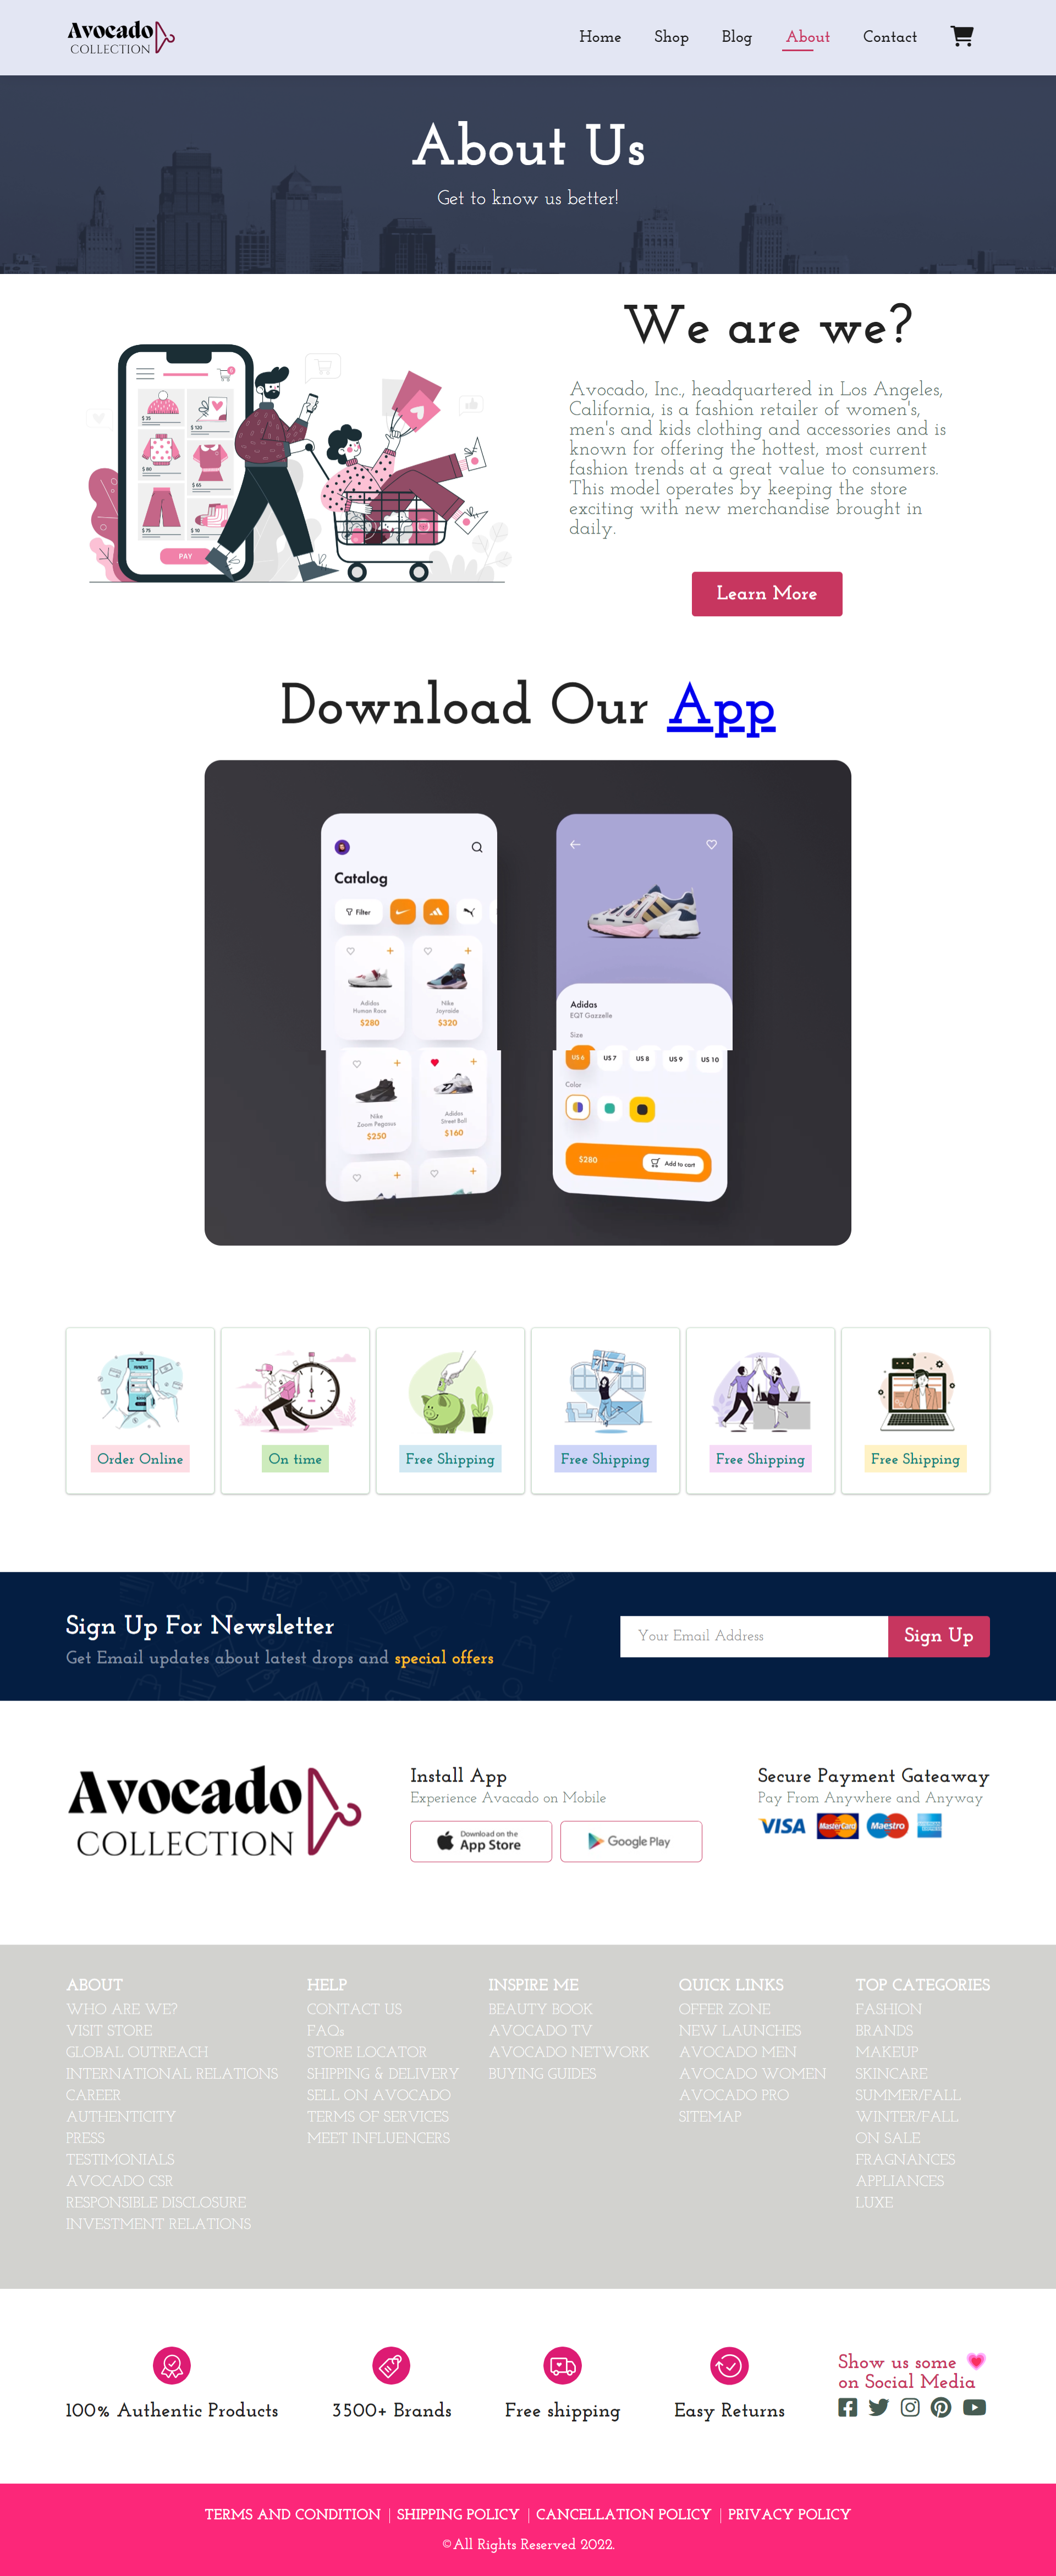 Avocado
COLLECTION
Home
Shop
Blog
About
Contact
About Us
Get to know us better!
We are we?
Avocado, Inc., headquartered in Los Angeles,
California, is a fashion retailer of women's,
men's and kids clothing and accessories and is
known for offering the hottest, most current
fashion trends at a great value to consumers.
This model operates by keeping the store
exciting with new merchandise brought in
daily.
$ 35
$ 120
$ 80
$ 65
$ 75
$ 10
PAY
Learn More
Download Our App
Catalog
Filter
Adidas
Human Race
$280
Nike
Joyraide
$320
Nike
Zoom Pegasus
$250
Adidas
Street Ball
$160
Adidas
EQT Gazzelle
Size
US 6
US 7
US 8
US 9
US 10
Color
$280
Add to cart
PAYMENTS
Order Online
On time
Free Shipping
Free Shipping
Free Shipping
Free Shipping
Sign Up For Newsletter
Get Email updates about latest drops and special offers
Your Email Address
Sign Up
Avocado
COLLECTION
Install App
Experience Avacado on Mobile
Download on the
App Store
Google Play
Secure Payment Gateaway
Pay From Anywhere and Anyway
VISA
MasterCard
Maestro
AMERICAN EXPRESS
ABOUT
WHO ARE WE?
VISIT STORE
GLOBAL OUTREACH
INTERNATIONAL RELATIONS
CAREER
AUTHENTICITY
PRESS
TESTIMONIALS
AVOCADO CSR
RESPONSIBLE DISCLOSURE
INVESTMENT RELATIONS
HELP
CONTACT US
FAQs
STORE LOCATOR
SHIPPING & DELIVERY
SELL ON AVOCADO
TERMS OF SERVICES
MEET INFLUENCERS
INSPIRE ME
BEAUTY BOOK
AVOCADO TV
AVOCADO NETWORK
BUYING GUIDES
QUICK LINKS
OFFER ZONE
NEW LAUNCHES
AVOCADO MEN
AVOCADO WOMEN
AVOCADO PRO
SITEMAP
TOP CATEGORIES
FASHION
BRANDS
MAKEUP
SKINCARE
SUMMER/FALL
WINTER/FALL
ON SALE
FRAGNANCES
APPLIANCES
LUXE
100% Authentic Products
3500+ Brands
Free shipping
Easy Returns
Show us some 💗
on Social Media
TERMS AND CONDITION | SHIPPING POLICY | CANCELLATION POLICY | PRIVACY POLICY
©All Rights Reserved 2022.